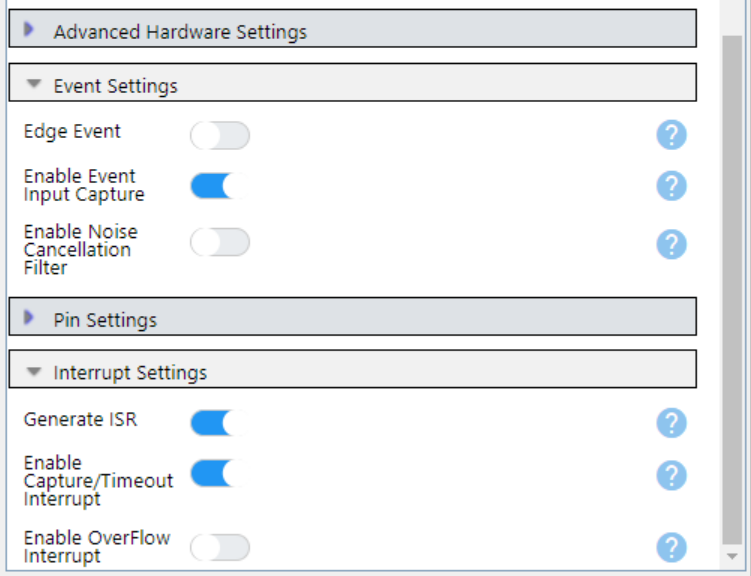 Advanced Hardware Settings
Event Settings
Edge Event
?
Enable Event
Input Capture
?
Enable Noise
Cancellation
Filter
?
Pin Settings
Interrupt Settings
Generate ISR
?
Enable
Capture/Timeout
Interrupt
?
Enable OverFlow
Interrupt
?